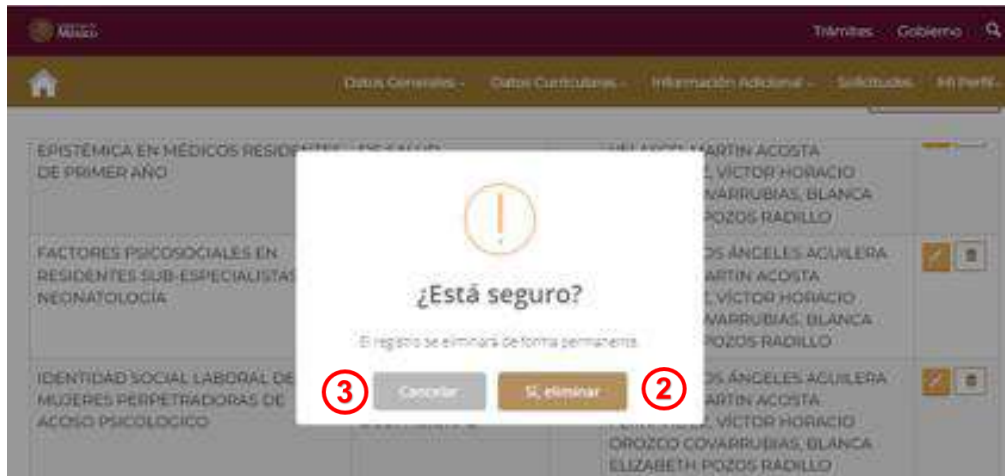 México
Trámites Gobierno
Datos Generales Datos Curriculares Información Adicional Solicitudes Mi Perfil
EPISTÉMICA EN MÉDICOS RESIDENTES DE SALUD MARTIN ACOSTA
DE PRIMER AÑO VÍCTOR HORACIO
COVARRUBIAS, BLANCA
POZOS RADILLO
FACTORES PSICOSOCIALES EN ÁNGELES AGUILERA
RESIDENTES SUB-ESPECIALISTAS MARTIN ACOSTA
NEONATOLOGÍA VÍCTOR HORACIO
COVARRUBIAS, BLANCA
POZOS RADILLO
¿Está seguro?
El registro se eliminará de forma permanente.
3 Cancelar Sí, eliminar 2
IDENTIDAD SOCIAL LABORAL DE ÁNGELES AGUILERA
MUJERES PERPETRADORAS DE MARTIN ACOSTA
ACOSO PSICOLOGICO VÍCTOR HORACIO
OROZCO COVARRUBIAS, BLANCA
ELIZABETH POZOS RADILLO